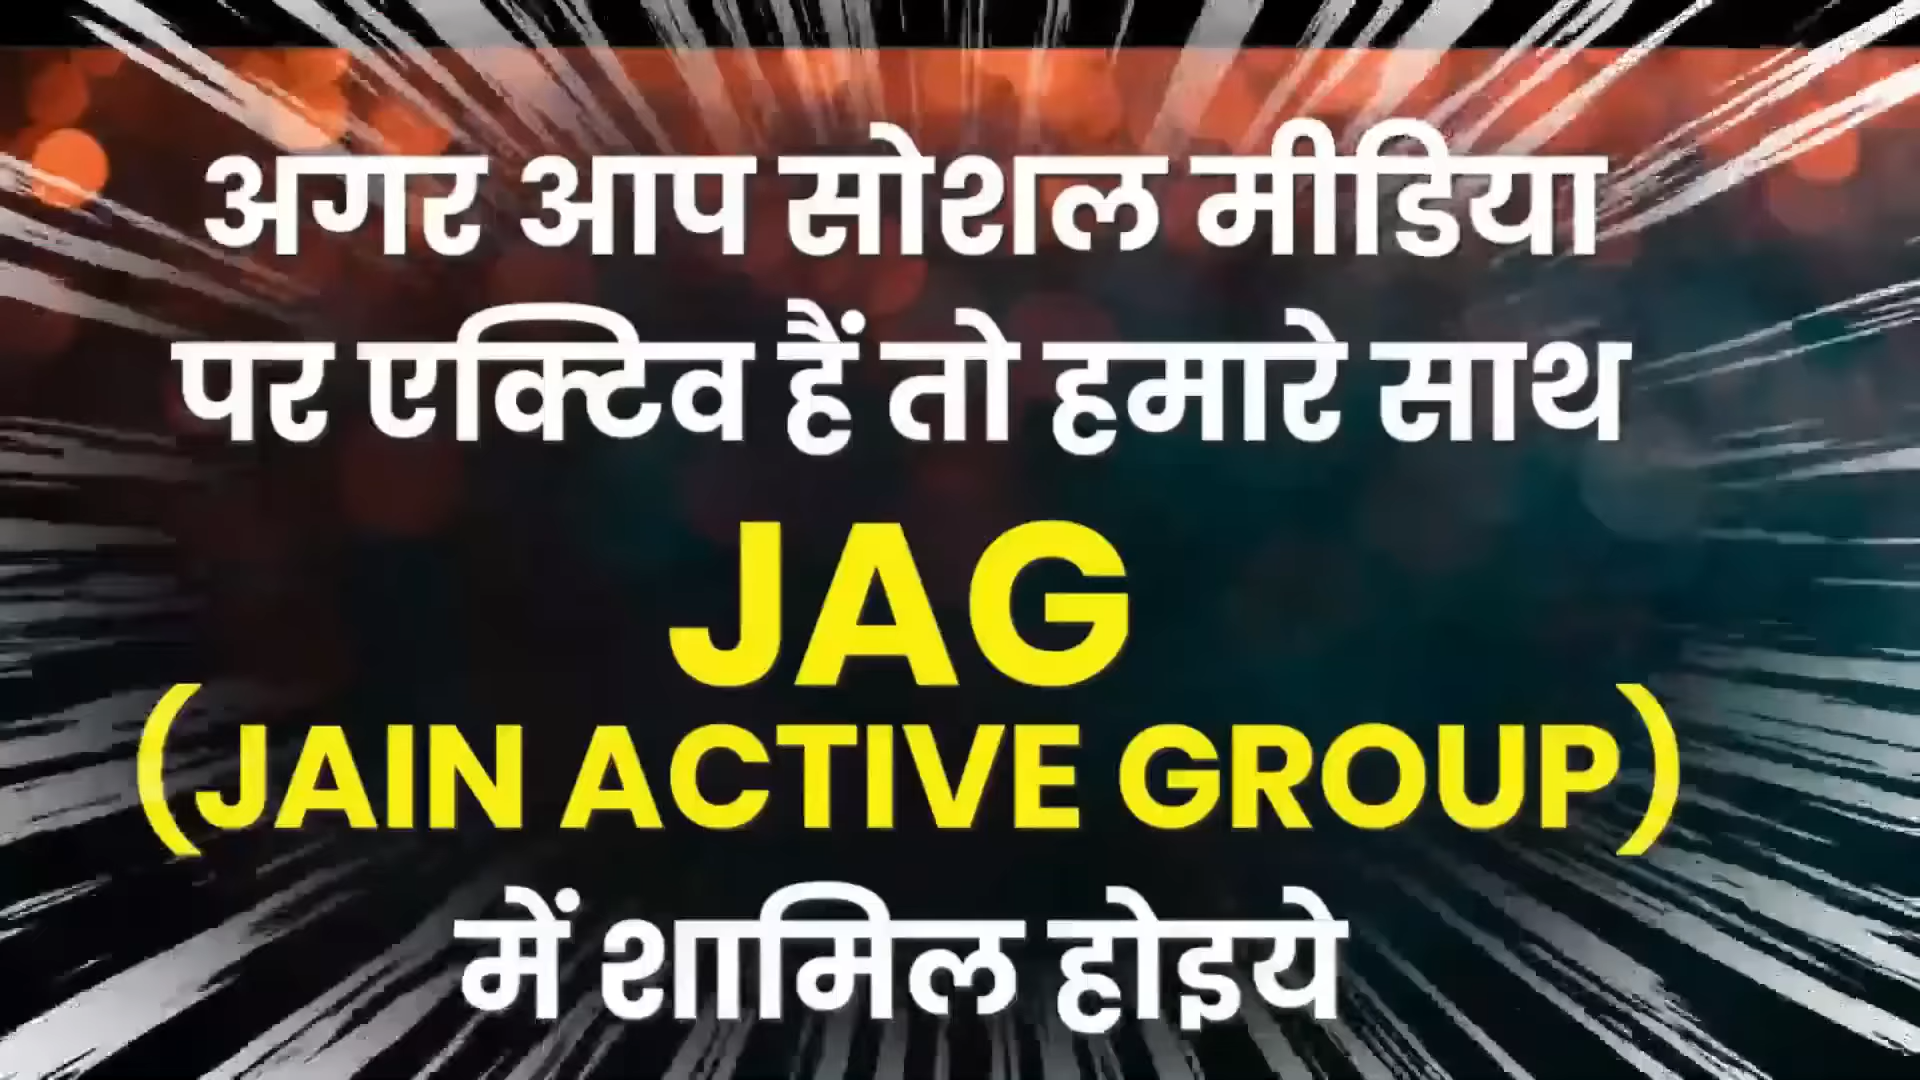 अगर आप सोशल मीडिया
पर एक्टिव हैं तो हमारे साथ
JAG
(JAIN ACTIVE GROUP)
में शामिल होइये